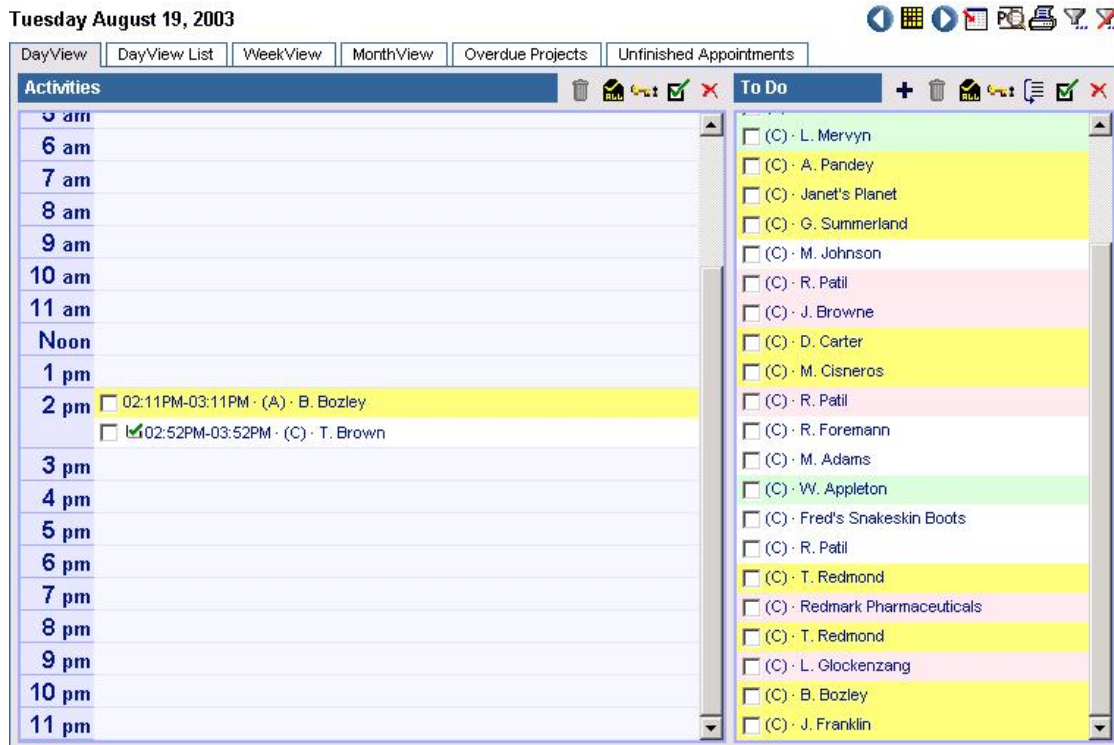 Tuesday August 19, 2003
DayView DayView List WeekView MonthView Overdue Projects Unfinished Appointments
Activities
To Do
6 am
7 am
8 am
9 am
10 am
11 am
Noon
1 pm
2 pm 02:11PM-03:11PM · (A) · B. Bozley
02:52PM-03:52PM · (C) · T. Brown
3 pm
4 pm
5 pm
6 pm
7 pm
8 pm
9 pm
10 pm
11 pm
(C) · L. Mervyn
(C) · A. Pandey
(C) · Janet's Planet
(C) · G. Summerland
(C) · M. Johnson
(C) · R. Patil
(C) · J. Browne
(C) · D. Carter
(C) · M. Cisneros
(C) · R. Patil
(C) · R. Foremann
(C) · M. Adams
(C) · W. Appleton
(C) · Fred's Snakeskin Boots
(C) · R. Patil
(C) · T. Redmond
(C) · Redmark Pharmaceuticals
(C) · T. Redmond
(C) · L. Glockenzang
(C) · B. Bozley
(C) · J. Franklin